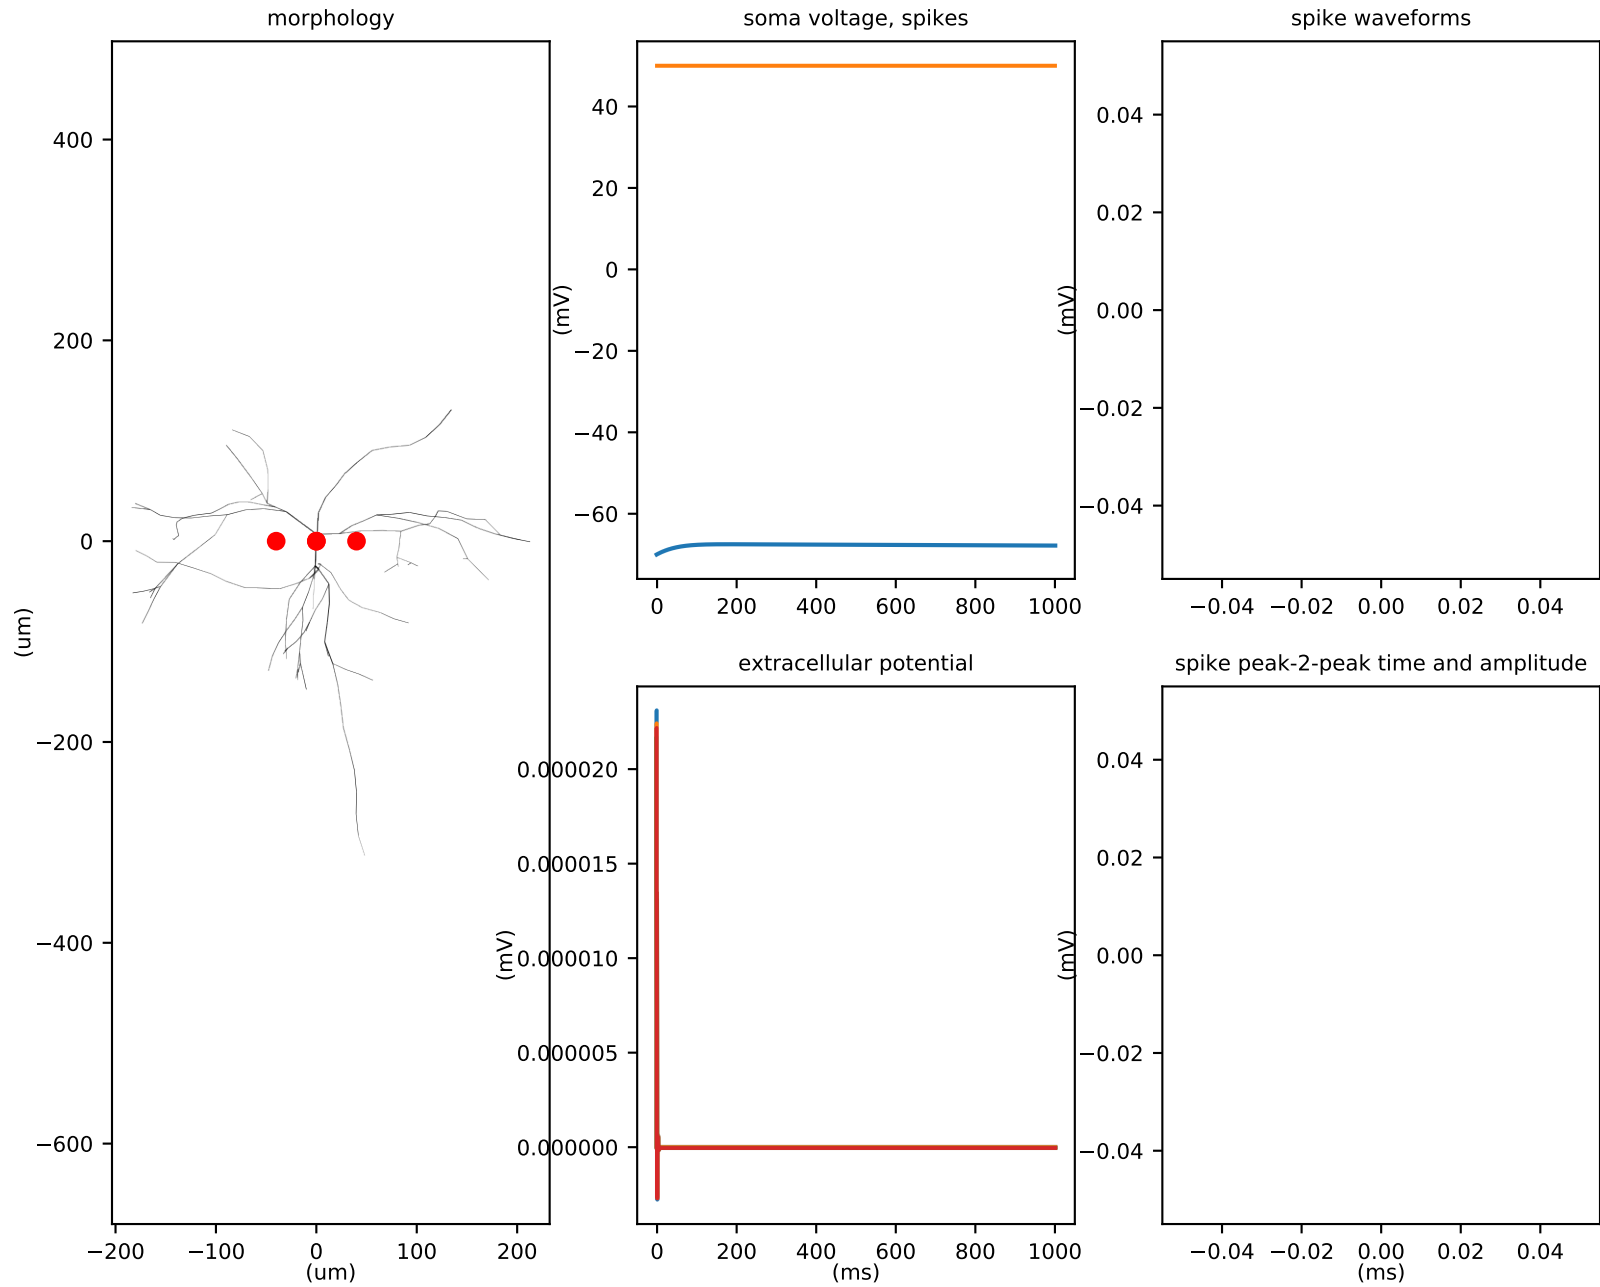 morphology
400
200
0
−200
−400
−600
(um)
−200 −100 0 100 200
(um)
soma voltage, spikes
40
20
0
−20
−40
−60
(mV)
0 200 400 600 800 1000
spike waveforms
0.04
0.02
0.00
−0.02
−0.04
(mV)
−0.04 −0.02 0.00 0.02 0.04
extracellular potential
0.000020
0.000015
0.000010
0.000005
0.000000
(mV)
0 200 400 600 800 1000
(ms)
spike peak-2-peak time and amplitude
0.04
0.02
0.00
−0.02
−0.04
(mV)
−0.04 −0.02 0.00 0.02 0.04
(ms)